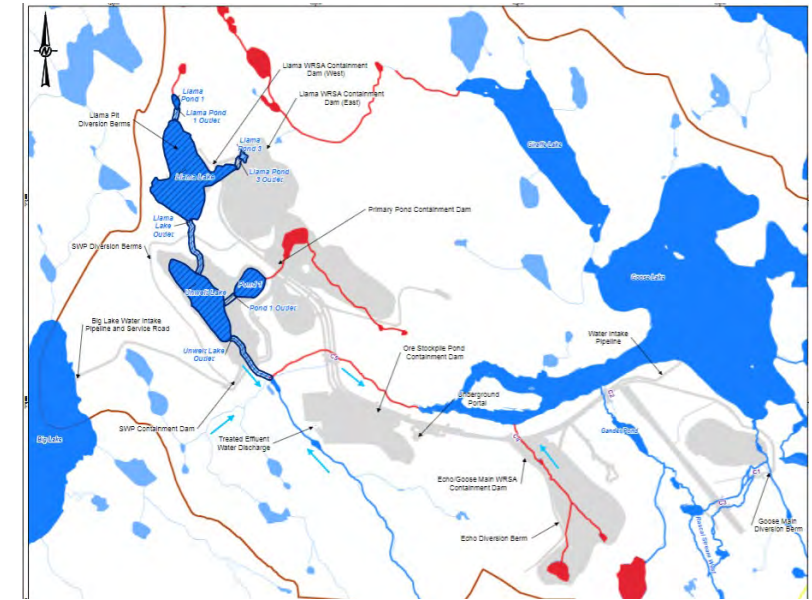 N
Llama WRSA Containment
Dam (West)
Llama WRSA Containment
Dam (East)
Llama
Pond 1
Llama Pond
1 Outlet
Llama Pit
Diversion Berms
Llama
Pond 3
Llama Lake
Llama Pond
3 Outlet
Giraffe Lake
Llama
Lake
Outlet
Primary Pond Containment Dam
SWP Diversion Berms
Umwelt Lake
Pond 1
Goose Lake
Pond 1 Outlet
Big Lake Water Intake
Pipeline and Service Road
Water Intake
Pipeline
Umwelt Lake
Outlet
Ore Stockpile Pond
Containment Dam
Underground
Portal
Big Lake
SWP Containment Dam
Treated Effluent
Water Discharge
Gander Pond
Echo/Goose Main WRSA
Containment Dam
Goose Main
Diversion Berm
Echo Diversion Berm